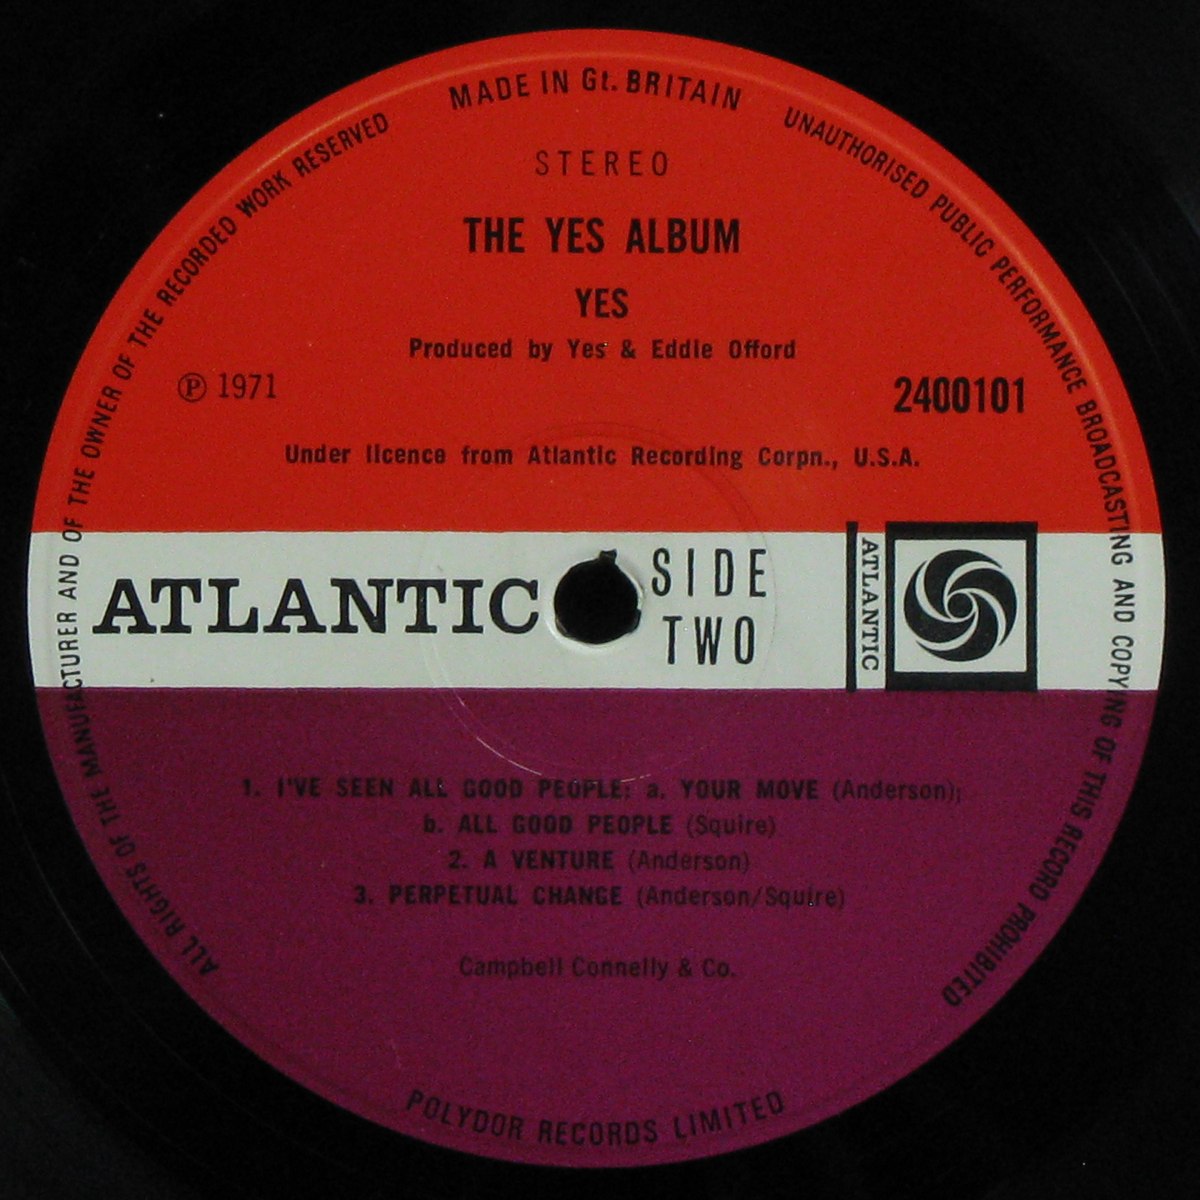 MADE IN Gt. BRITAIN
UNAUTHORISED PUBLIC PERFORMANCE BROADCASTING AND COPYING OF THIS RECORD PROHIBITED
ALL RIGHTS OF THE MANUFACTURER AND OF THE OWNER OF THE RECORDED WORK RESERVED
STEREO
THE YES ALBUM
YES
Produced by Yes & Eddie Offord
℗ 1971
2400101
Under licence from Atlantic Recording Corpn., U.S.A.
ATLANTIC
SIDE
TWO
ATLANTIC
1. I'VE SEEN ALL GOOD PEOPLE: a. YOUR MOVE (Anderson);
b. ALL GOOD PEOPLE (Squire)
2. A VENTURE (Anderson)
3. PERPETUAL CHANGE (Anderson/Squire)
Campbell Connelly & Co.
POLYDOR RECORDS LIMITED